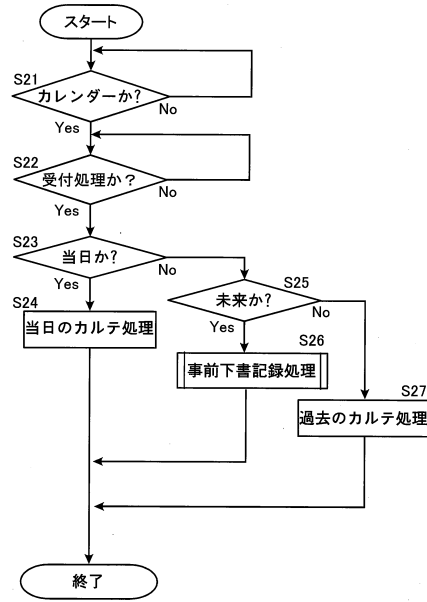 スタート
S21
カレンダーか?
No
Yes
S22
受付処理か?
No
Yes
S23
当日か?
No
Yes
S24
当日のカルテ処理
S25
未来か?
No
Yes
S26
事前下書記録処理
S27
過去のカルテ処理
終了